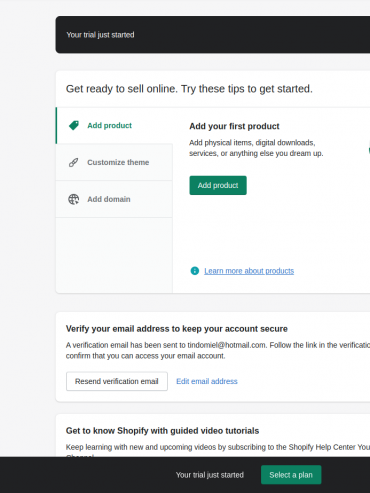 Your trial just started
Get ready to sell online. Try these tips to get started.
Add product
Customize theme
Add domain
Add your first product
Add physical items, digital downloads,
services, or anything else you dream up.
Add product
Learn more about products
Verify your email address to keep your account secure
A verification email has been sent to tindomiel@hotmail.com. Follow the link in the
confirm that you can access your email account.
Resend verification email
Edit email address
Get to know Shopify with guided video tutorials
Keep learning with new and upcoming videos by subscribing to the Shopify Help Center
Your trial just started
Select a plan